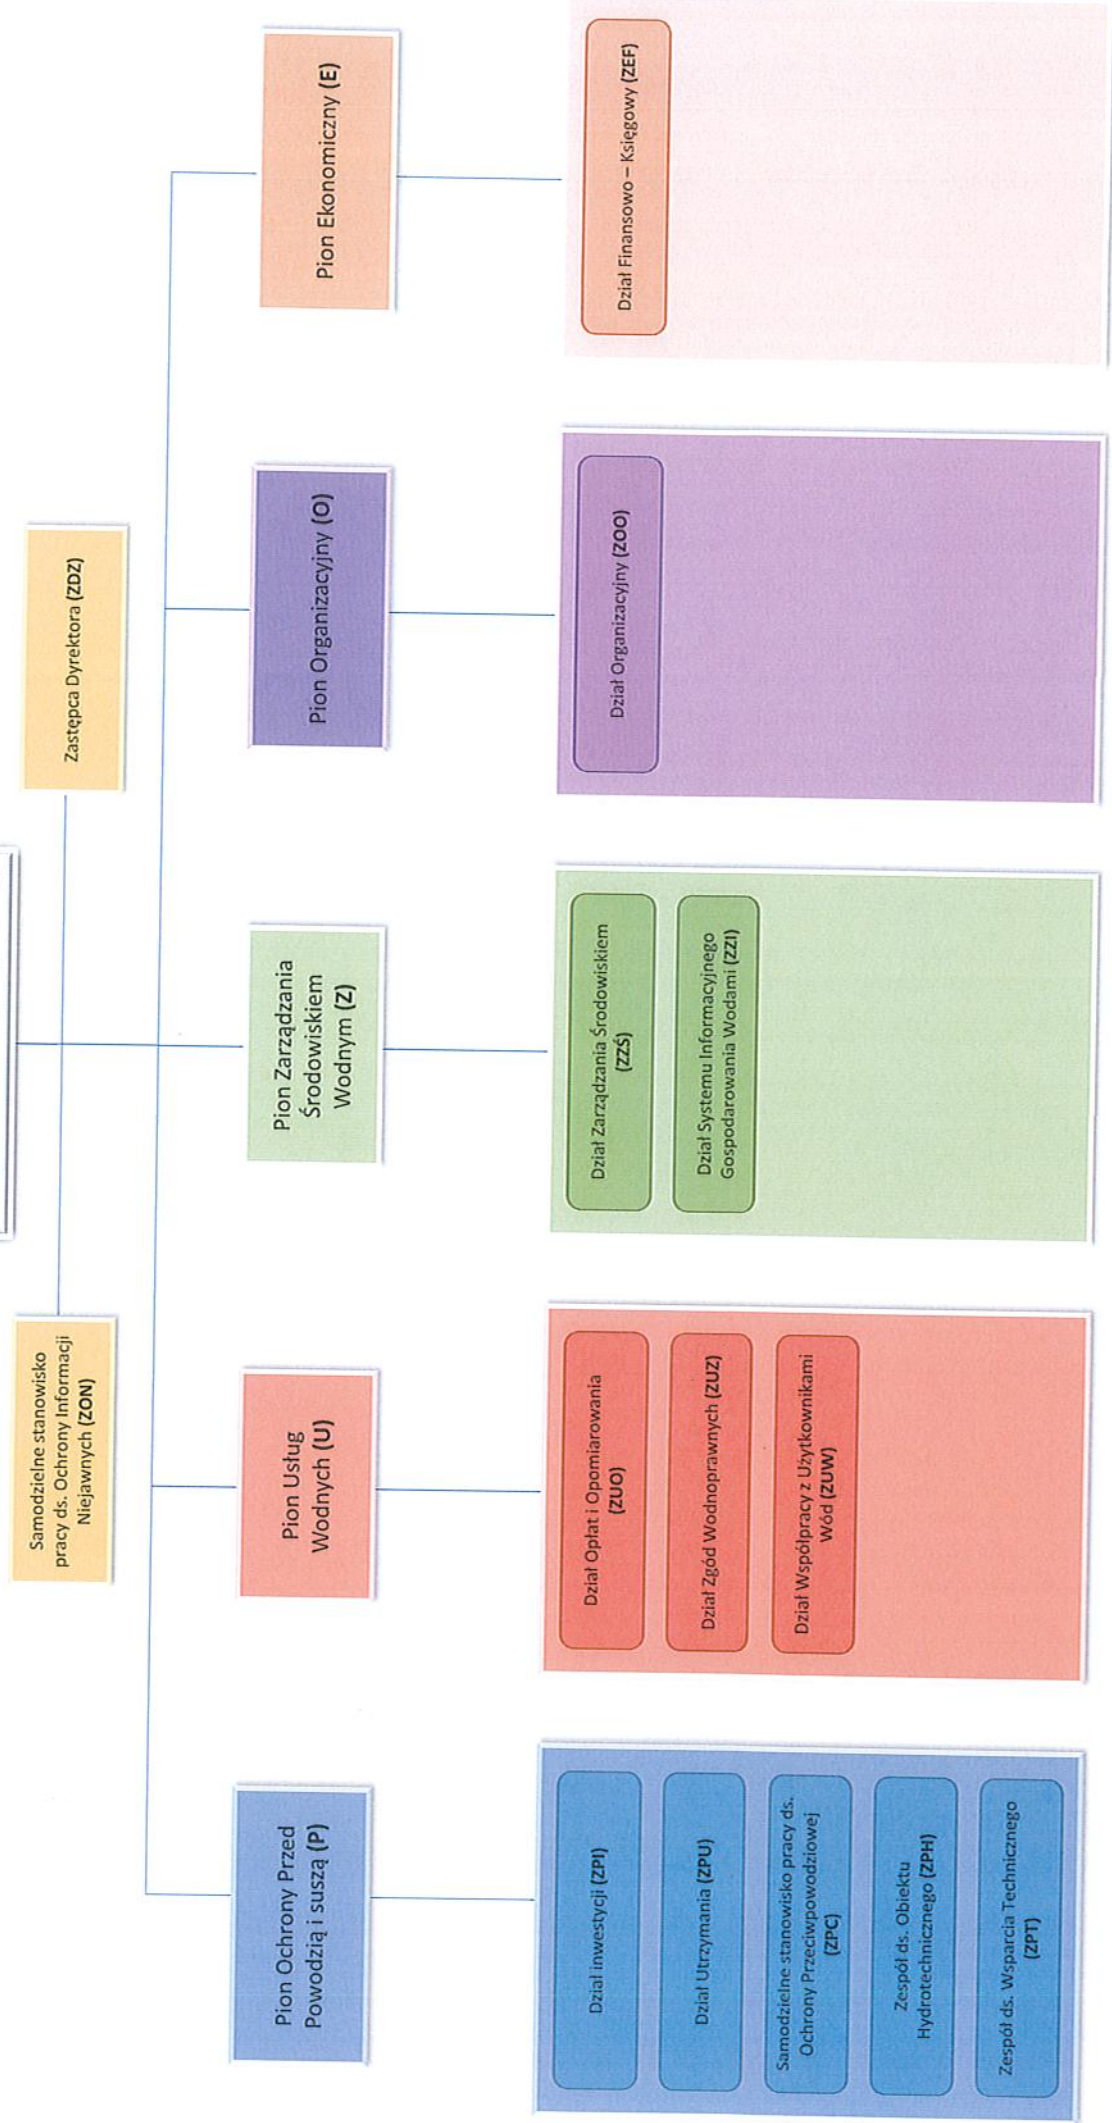 Samodzielne stanowisko
pracy ds. Ochrony Informacji
Niejawnych (ZON)
Zastępca Dyrektora (ZDZ)
Pion Ochrony Przed
Powodzią i suszą (P)
Pion Usług
Wodnych (U)
Pion Zarządzania
Środowiskiem
Wodnym (Z)
Pion Organizacyjny (O)
Pion Ekonomiczny (E)
Dział inwestycji (ZPI)
Dział Utrzymania (ZPU)
Samodzielne stanowisko pracy ds.
Ochrony Przeciwpowodziowej
(ZPC)
Zespół ds. Obiektu
Hydrotechnicznego (ZPH)
Zespół ds. Wsparcia Technicznego
(ZPT)
Dział Opłat i Opomiarowania
(ZUO)
Dział Zgód Wodnoprawnych (ZUZ)
Dział Współpracy z Użytkownikami
Wód (ZUW)
Dział Zarządzania Środowiskiem
(ZZŚ)
Dział Systemu Informacyjnego
Gospodarowania Wodami (ZZI)
Dział Organizacyjny (ZOO)
Dział Finansowo – Księgowy (ZEF)